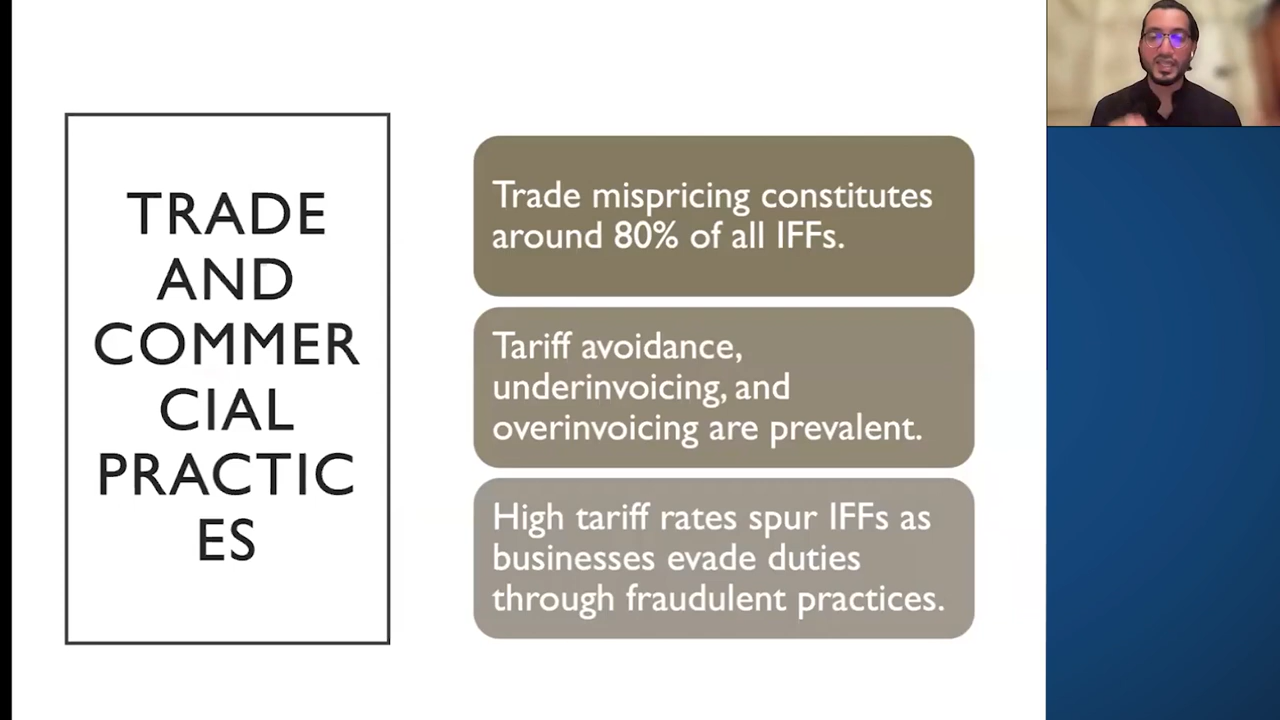 TRADE
AND
COMMER
CIAL
PRACTIC
ES
Trade mispricing constitutes
around 80% of all IFFs.
Tariff avoidance,
underinvoicing, and
overinvoicing are prevalent.
High tariff rates spur IFFs as
businesses evade duties
through fraudulent practices.